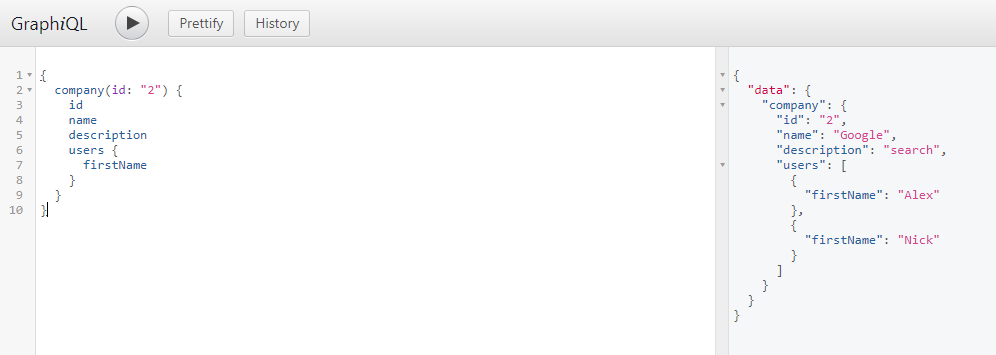 GraphiQL Prettify History
1 {
2 company(id: "2") {
3 id
4 name
5 description
6 users {
7 firstName
8 }
9 }
10 }
{
"data": {
"company": {
"id": "2",
"name": "Google",
"description": "search",
"users": [
{
"firstName": "Alex"
},
{
"firstName": "Nick"
}
]
}
}
}